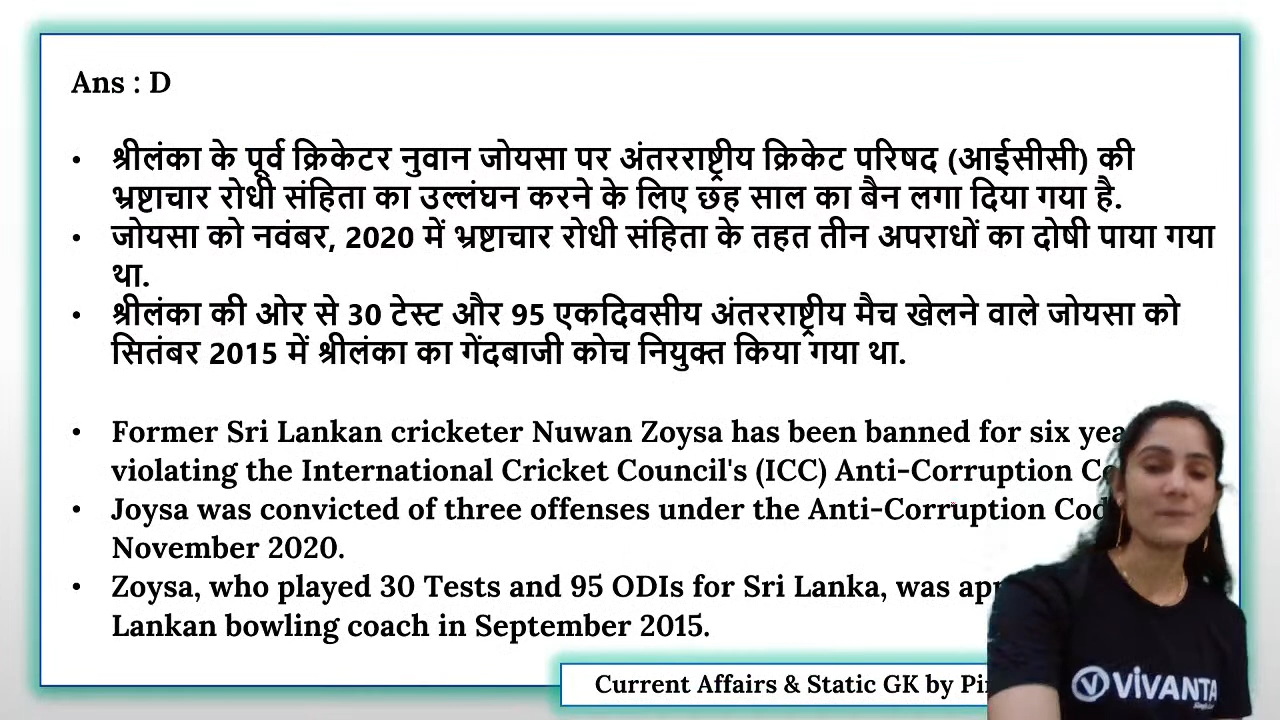 Ans : D
• श्रीलंका के पूर्व क्रिकेटर नुवान जोयसा पर अंतरराष्ट्रीय क्रिकेट परिषद (आईसीसी) की
भ्रष्टाचार रोधी संहिता का उल्लंघन करने के लिए छह साल का बैन लगा दिया गया है.
• जोयसा को नवंबर, 2020 में भ्रष्टाचार रोधी संहिता के तहत तीन अपराधों का दोषी पाया गया
था.
• श्रीलंका की ओर से 30 टेस्ट और 95 एकदिवसीय अंतरराष्ट्रीय मैच खेलने वाले जोयसा को
सितंबर 2015 में श्रीलंका का गेंदबाजी कोच नियुक्त किया गया था.
• Former Sri Lankan cricketer Nuwan Zoysa has been banned for six
violating the International Cricket Council's (ICC) Anti-Corruption
• Joysa was convicted of three offenses under the Anti-Corruption
November 2020.
• Zoysa, who played 30 Tests and 95 ODIs for Sri Lanka, was
Lankan bowling coach in September 2015.
Current Affairs & Static GK by
VIVANTA